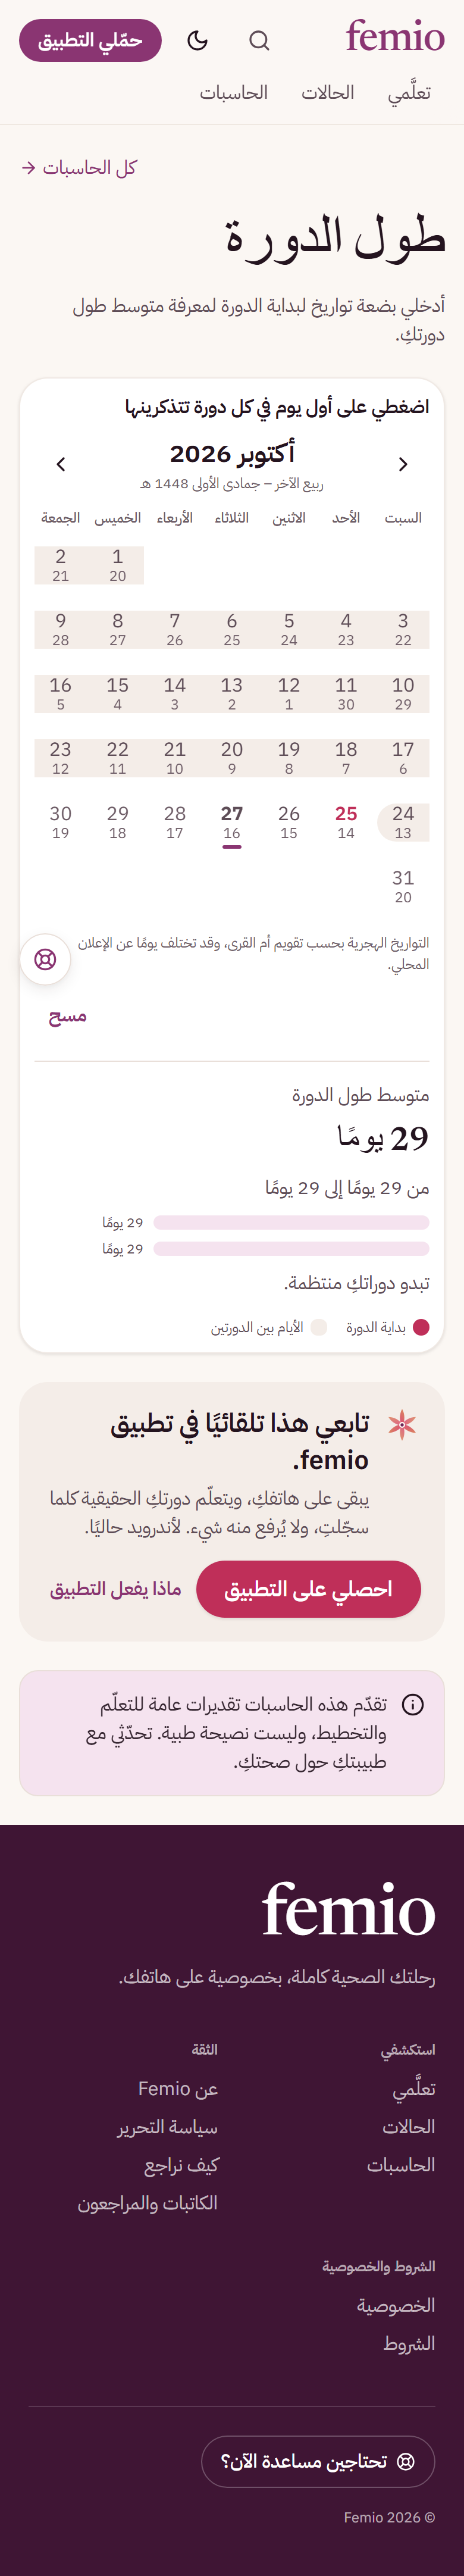 femio
حمّلي التطبيق
تعلَّمي الحالات الحاسبات
كل الحاسبات →
طول الدورة
أدخلي بضعة تواريخ لبداية الدورة لمعرفة متوسط طول
دورتكِ.
اضغطي على أول يوم في كل دورة تتذكرينها
أكتوبر 2026
ربيع الآخر – جمادى الأولى 1448 هـ
السبت الأحد الاثنين الثلاثاء الأربعاء الخميس الجمعة
1 2
20 21
3 4 5 6 7 8 9
22 23 24 25 26 27 28
10 11 12 13 14 15 16
29 30 1 2 3 4 5
17 18 19 20 21 22 23
6 7 8 9 10 11 12
24 25 26 27 28 29 30
13 14 15 16 17 18 19
31
20
التواريخ الهجرية بحسب تقويم أم القرى، وقد تختلف يومًا عن الإعلان
المحلي.
مسح
متوسط طول الدورة
29 يومًا
من 29 يومًا إلى 29 يومًا
29 يومًا
29 يومًا
تبدو دوراتكِ منتظمة.
بداية الدورة الأيام بين الدورتين
تابعي هذا تلقائيًا في تطبيق
femio.
يبقى على هاتفكِ، ويتعلّم دورتكِ الحقيقية كلما
سجّلتِ، ولا يُرفع منه شيء. لأندرويد حاليًا.
احصلي على التطبيق ماذا يفعل التطبيق
تقدّم هذه الحاسبات تقديرات عامة للتعلّم
والتخطيط، وليست نصيحة طبية. تحدّثي مع
طبيبتكِ حول صحتكِ.
femio
رحلتك الصحية كاملة، بخصوصية على هاتفك.
استكشفي
تعلَّمي
الحالات
الحاسبات
الثقة
عن Femio
سياسة التحرير
كيف نراجع
الكاتبات والمراجعون
الشروط والخصوصية
الخصوصية
الشروط
تحتاجين مساعدة الآن؟
© 2026 Femio